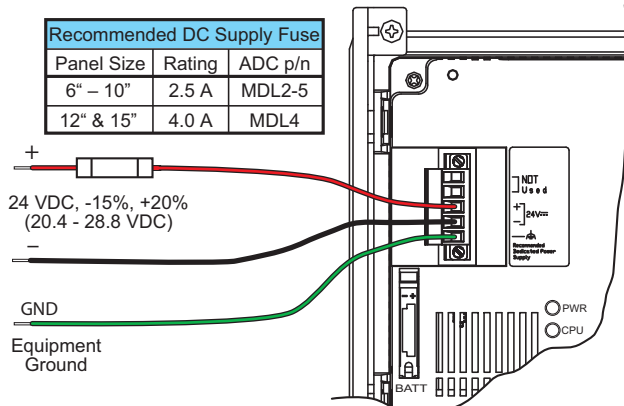 Recommended DC Supply Fuse
Panel Size Rating ADC p/n
6“ – 10” 2.5 A MDL2-5
12“ & 15” 4.0 A MDL4
+
24 VDC, -15%, +20%
(20.4 - 28.8 VDC)
–
GND
Equipment
Ground
NOT
Used
+
24V
–
Recommended
Dedicated Power
Supply
– +
BATT
PWR
CPU